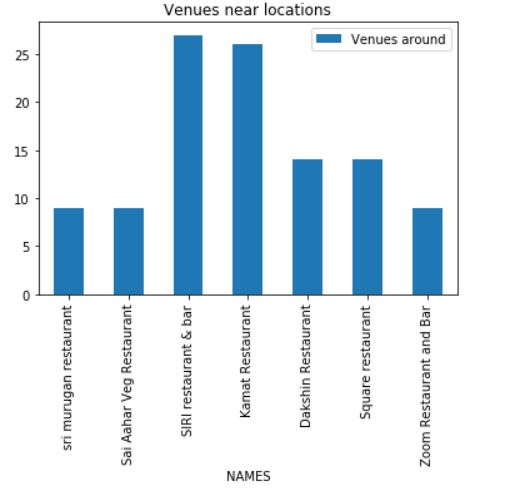 Venues near locations
Venues around
25
20
15
10
5
0
sri murugan restaurant
Sai Aahar Veg Restaurant
SIRI restaurant & bar
Kamat Restaurant
Dakshin Restaurant
Square restaurant
Zoom Restaurant and Bar
NAMES